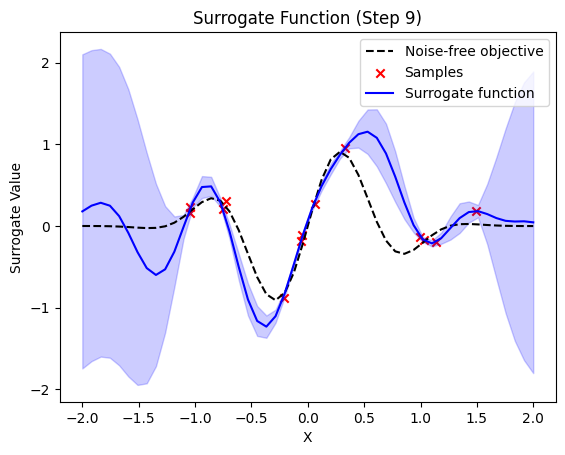 Surrogate Function (Step 9)
Noise-free objective
Samples
Surrogate function
Surrogate Value
2
1
0
−1
−2
−2.0 −1.5 −1.0 −0.5 0.0 0.5 1.0 1.5 2.0
X